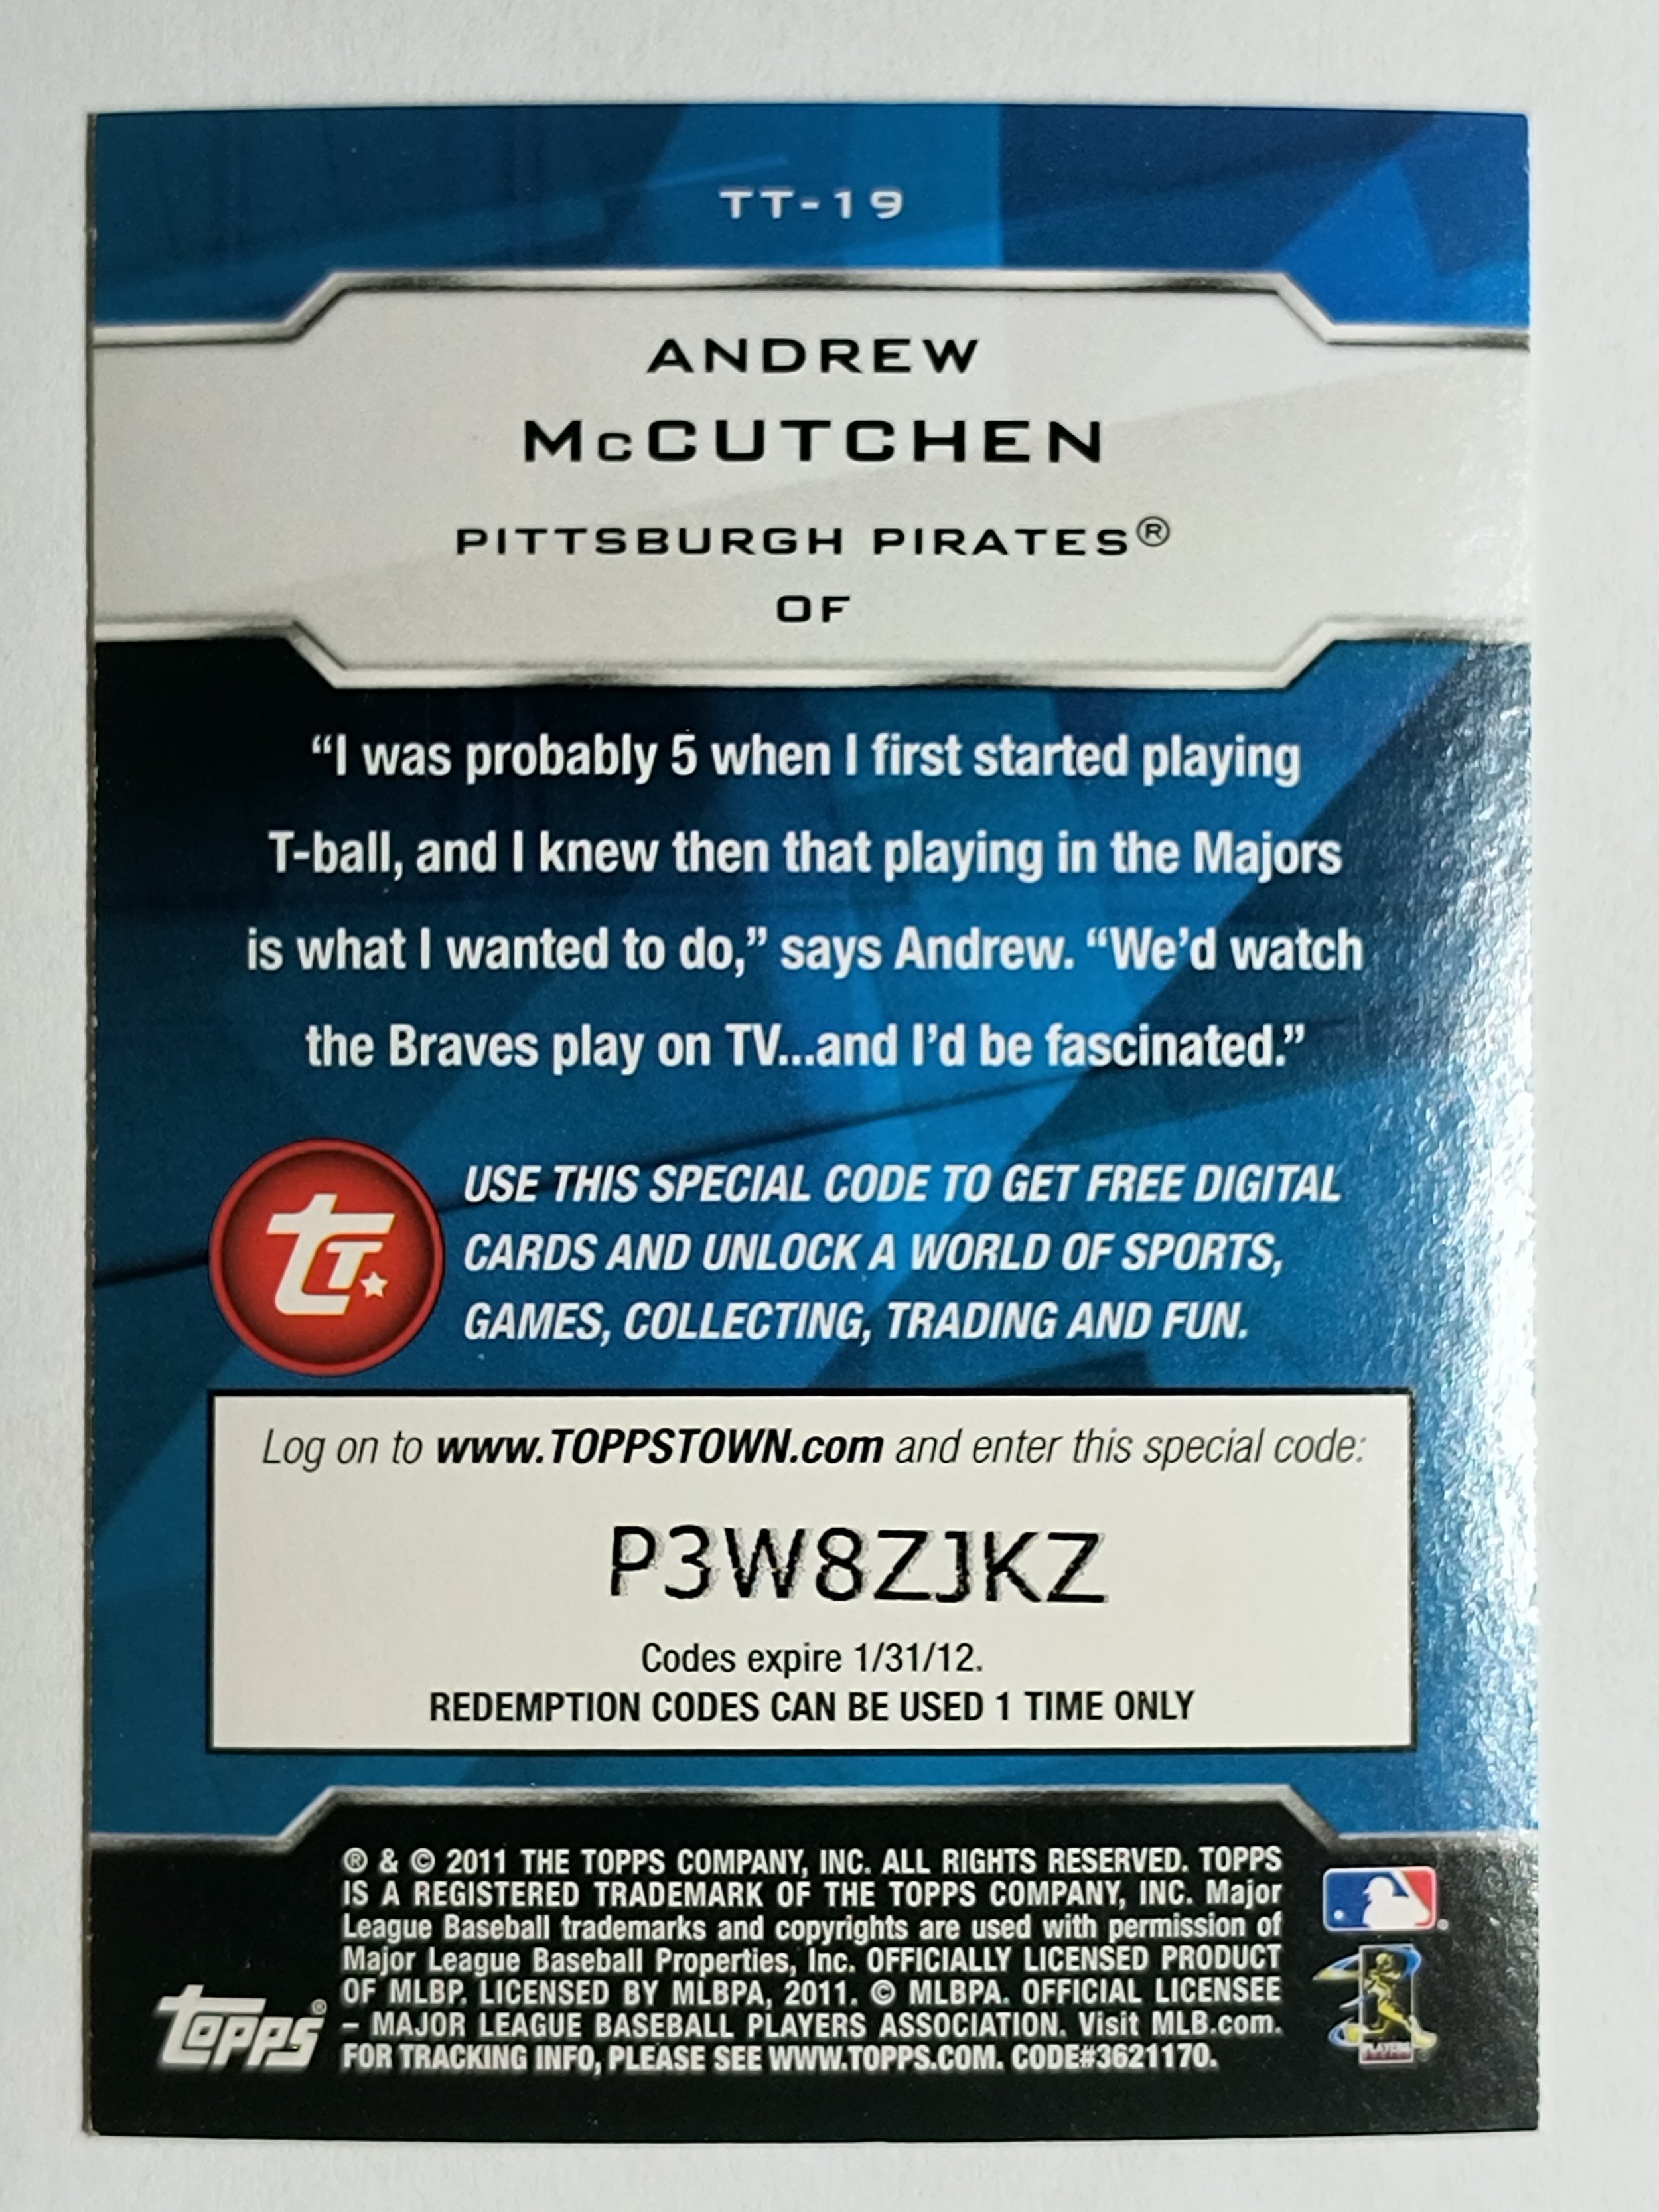 TT-19
ANDREW
McCUTCHEN
PITTSBURGH PIRATES®
OF
“I was probably 5 when I first started playing
T-ball, and I knew then that playing in the Majors
is what I wanted to do,” says Andrew. “We’d watch
the Braves play on TV...and I’d be fascinated.”
TT
USE THIS SPECIAL CODE TO GET FREE DIGITAL
CARDS AND UNLOCK A WORLD OF SPORTS,
GAMES, COLLECTING, TRADING AND FUN.
Log on to www.TOPPSTOWN.com and enter this special code:
P3W8ZJKZ
Codes expire 1/31/12.
REDEMPTION CODES CAN BE USED 1 TIME ONLY
® & © 2011 THE TOPPS COMPANY, INC. ALL RIGHTS RESERVED. TOPPS
IS A REGISTERED TRADEMARK OF THE TOPPS COMPANY, INC. Major
League Baseball trademarks and copyrights are used with permission of
Major League Baseball Properties, Inc. OFFICIALLY LICENSED PRODUCT
OF MLBP. LICENSED BY MLBPA, 2011. © MLBPA. OFFICIAL LICENSEE
– MAJOR LEAGUE BASEBALL PLAYERS ASSOCIATION. Visit MLB.com.
FOR TRACKING INFO, PLEASE SEE WWW.TOPPS.COM. CODE#3621170.
Topps®
PLAYERS